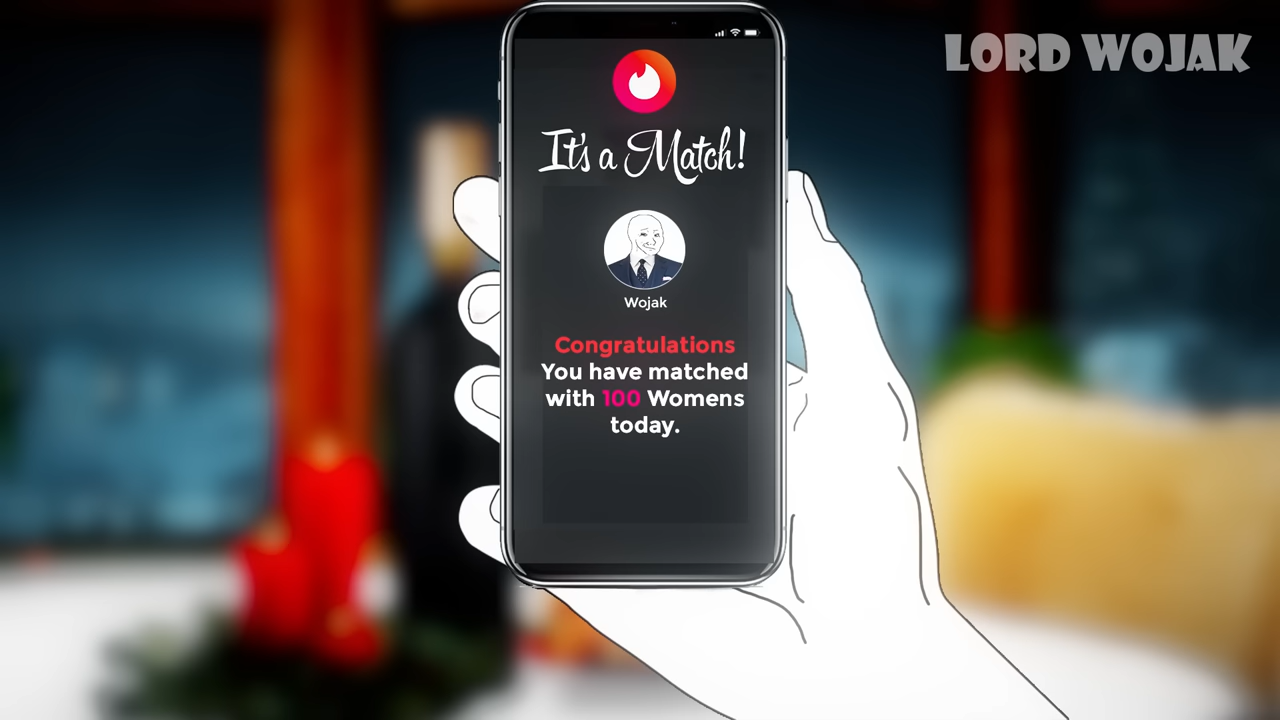 LORD WOJAK
It's a Match!
Wojak
Congratulations
You have matched
with 100 Womens
today.